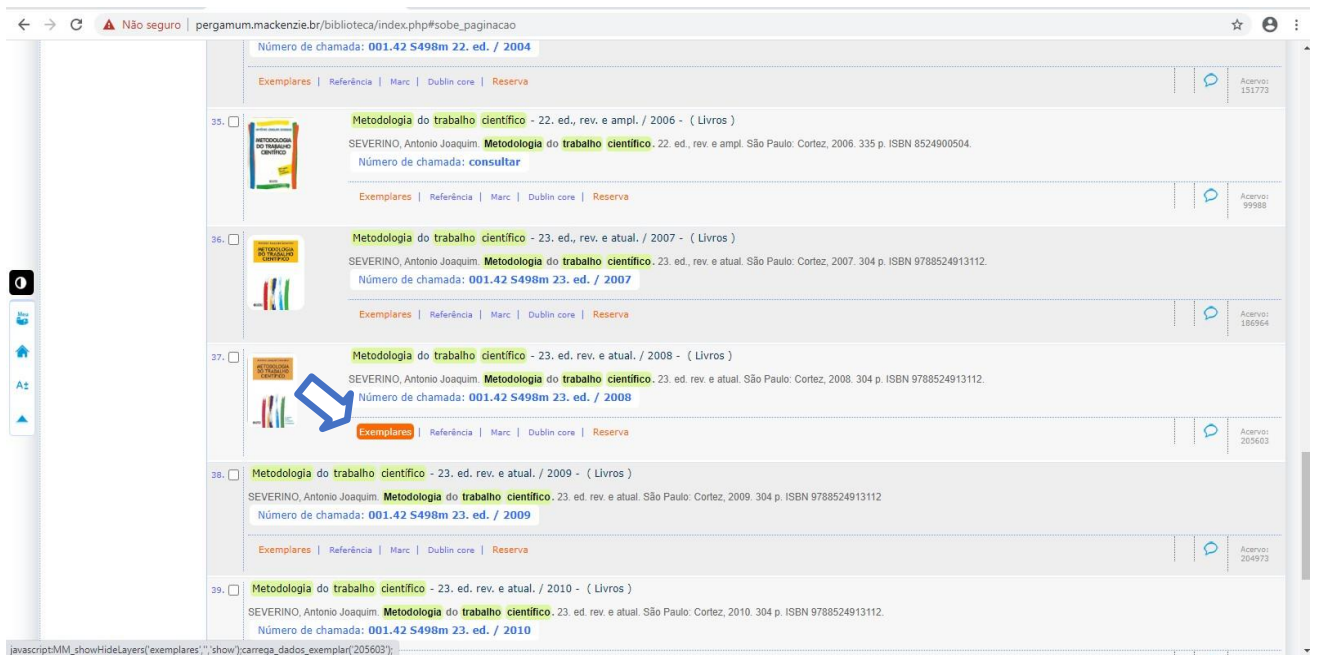 Não seguro | pergamum.mackenzie.br/biblioteca/index.php#sobe_paginacao
Número de chamada: 001.42 S498m 22. ed. / 2004
Exemplares | Referência | Marc | Dublin core | Reserva
Acervo:
151773
35. Metodologia do trabalho científico - 22. ed., rev. e ampl. / 2006 - ( Livros )
METODOLOGIA
DO TRABALHO
CIENTÍFICO
SEVERINO, Antonio Joaquim. Metodologia do trabalho científico. 22. ed., rev. e ampl. São Paulo: Cortez, 2006. 335 p. ISBN 8524900504.
Número de chamada: consultar
Exemplares | Referência | Marc | Dublin core | Reserva
Acervo:
99988
36. Metodologia do trabalho científico - 23. ed., rev. e atual. / 2007 - ( Livros )
METODOLOGIA
DO TRABALHO
CIENTÍFICO
SEVERINO, Antonio Joaquim. Metodologia do trabalho científico. 23. ed., rev. e atual. São Paulo: Cortez, 2007. 304 p. ISBN 9788524913112.
Número de chamada: 001.42 S498m 23. ed. / 2007
Exemplares | Referência | Marc | Dublin core | Reserva
Acervo:
186964
Meu
A±
37. Metodologia do trabalho científico - 23. ed. rev. e atual. / 2008 - ( Livros )
METODOLOGIA
DO TRABALHO
CIENTÍFICO
SEVERINO, Antonio Joaquim. Metodologia do trabalho científico. 23. ed. rev. e atual. São Paulo: Cortez, 2008. 304 p. ISBN 9788524913112.
Número de chamada: 001.42 S498m 23. ed. / 2008
Exemplares | Referência | Marc | Dublin core | Reserva
Acervo:
205603
38. Metodologia do trabalho científico - 23. ed. rev. e atual. / 2009 - ( Livros )
SEVERINO, Antonio Joaquim. Metodologia do trabalho científico. 23. ed. rev. e atual. São Paulo: Cortez, 2009. 304 p. ISBN 9788524913112
Número de chamada: 001.42 S498m 23. ed. / 2009
Exemplares | Referência | Marc | Dublin core | Reserva
Acervo:
204973
39. Metodologia do trabalho científico - 23. ed. rev. e atual. / 2010 - ( Livros )
SEVERINO, Antonio Joaquim. Metodologia do trabalho científico. 23. ed. rev. e atual. São Paulo: Cortez, 2010. 304 p. ISBN 9788524913112.
Número de chamada: 001.42 S498m 23. ed. / 2010
javascript:MM_showHideLayers('exemplares','','show');carrega_dados_exemplar('205603');